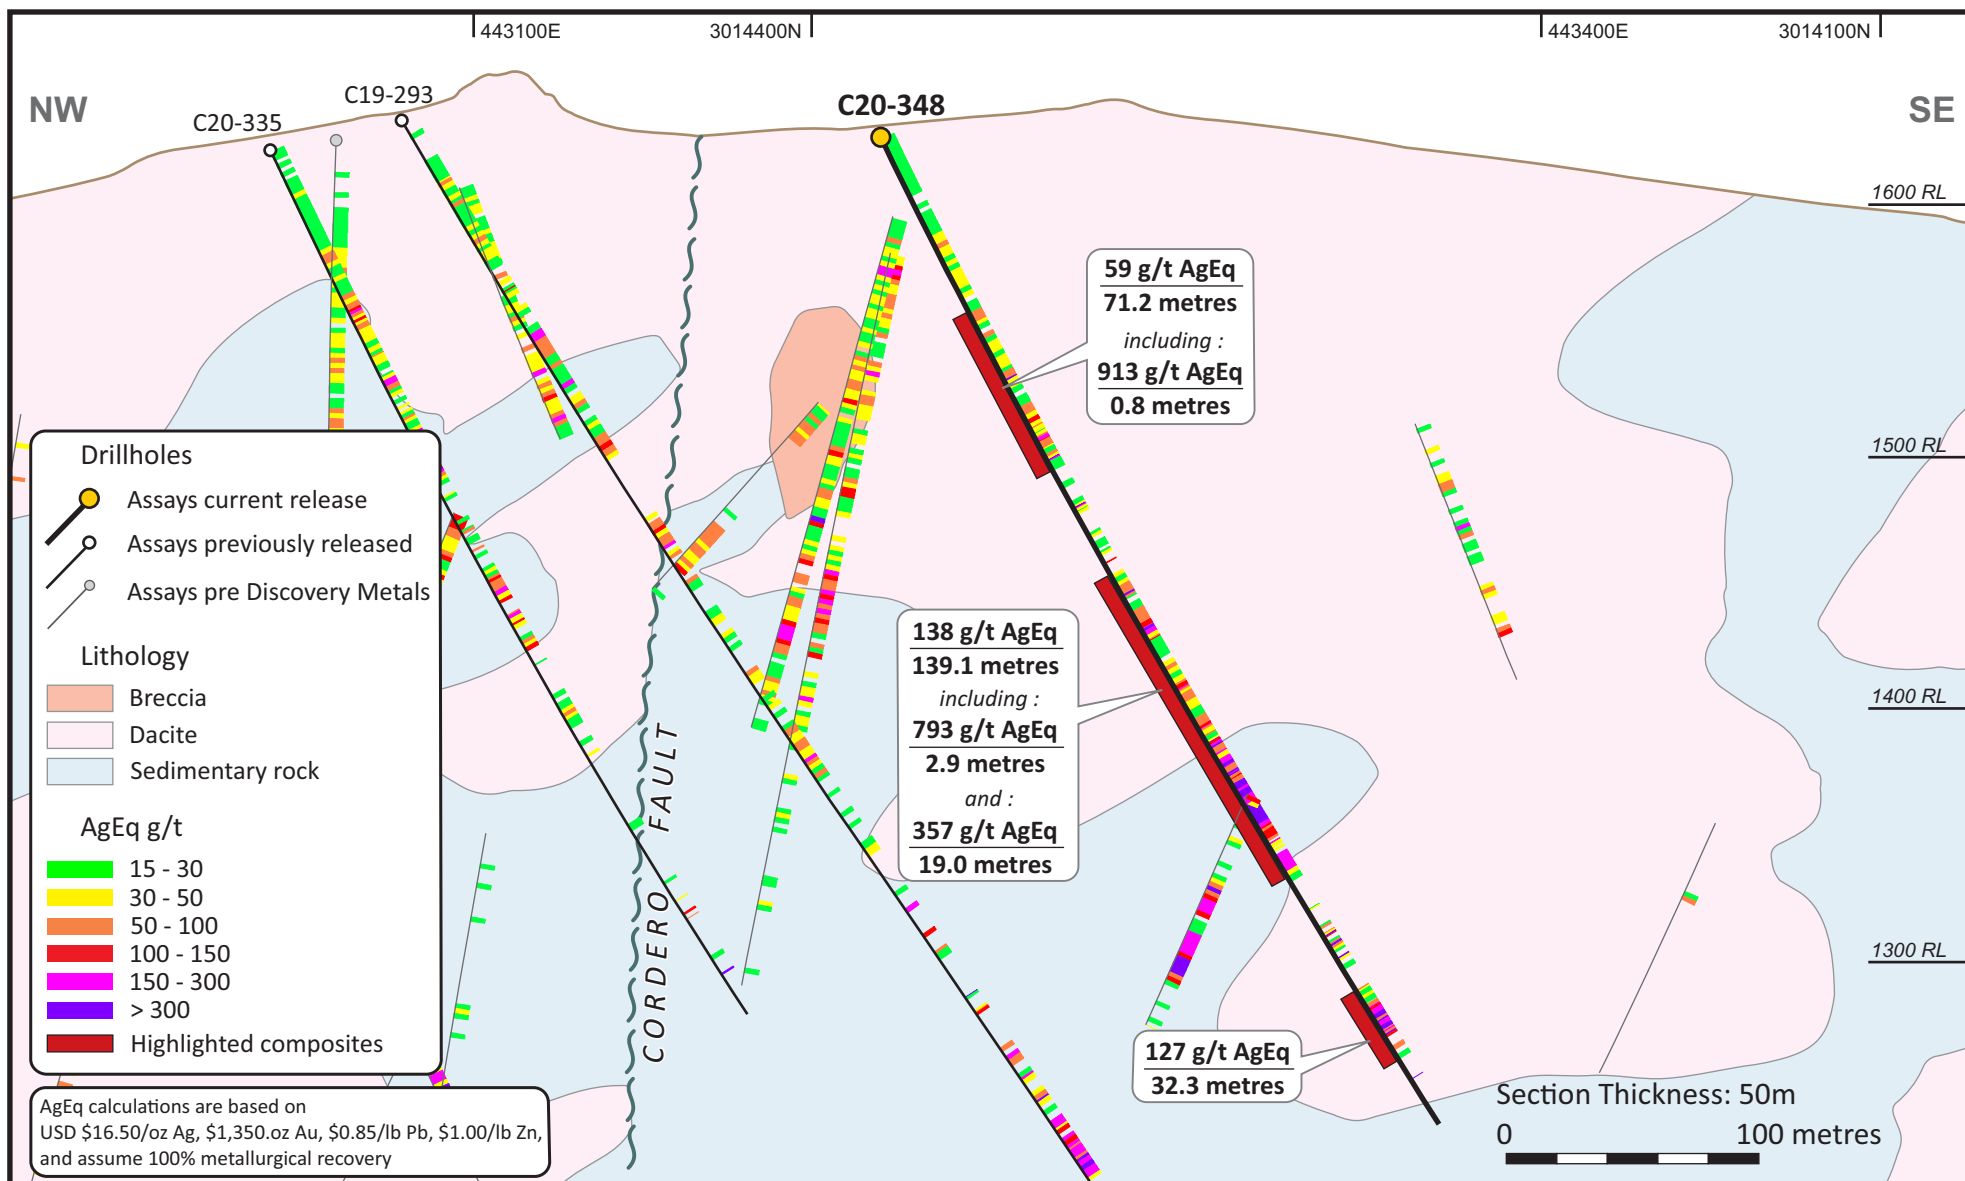 443100E
3014400N
443400E
3014100N
NW
SE
C20-335
C19-293
C20-348
1600 RL
1500 RL
1400 RL
1300 RL
59 g/t AgEq
71.2 metres
including :
913 g/t AgEq
0.8 metres
138 g/t AgEq
139.1 metres
including :
793 g/t AgEq
2.9 metres
and :
357 g/t AgEq
19.0 metres
127 g/t AgEq
32.3 metres
CORDERO FAULT
Drillholes
Assays current release
Assays previously released
Assays pre Discovery Metals
Lithology
Breccia
Dacite
Sedimentary rock
AgEq g/t
15 - 30
30 - 50
50 - 100
100 - 150
150 - 300
> 300
Highlighted composites
AgEq calculations are based on
USD $16.50/oz Ag, $1,350.oz Au, $0.85/lb Pb, $1.00/lb Zn,
and assume 100% metallurgical recovery
Section Thickness: 50m
0 100 metres